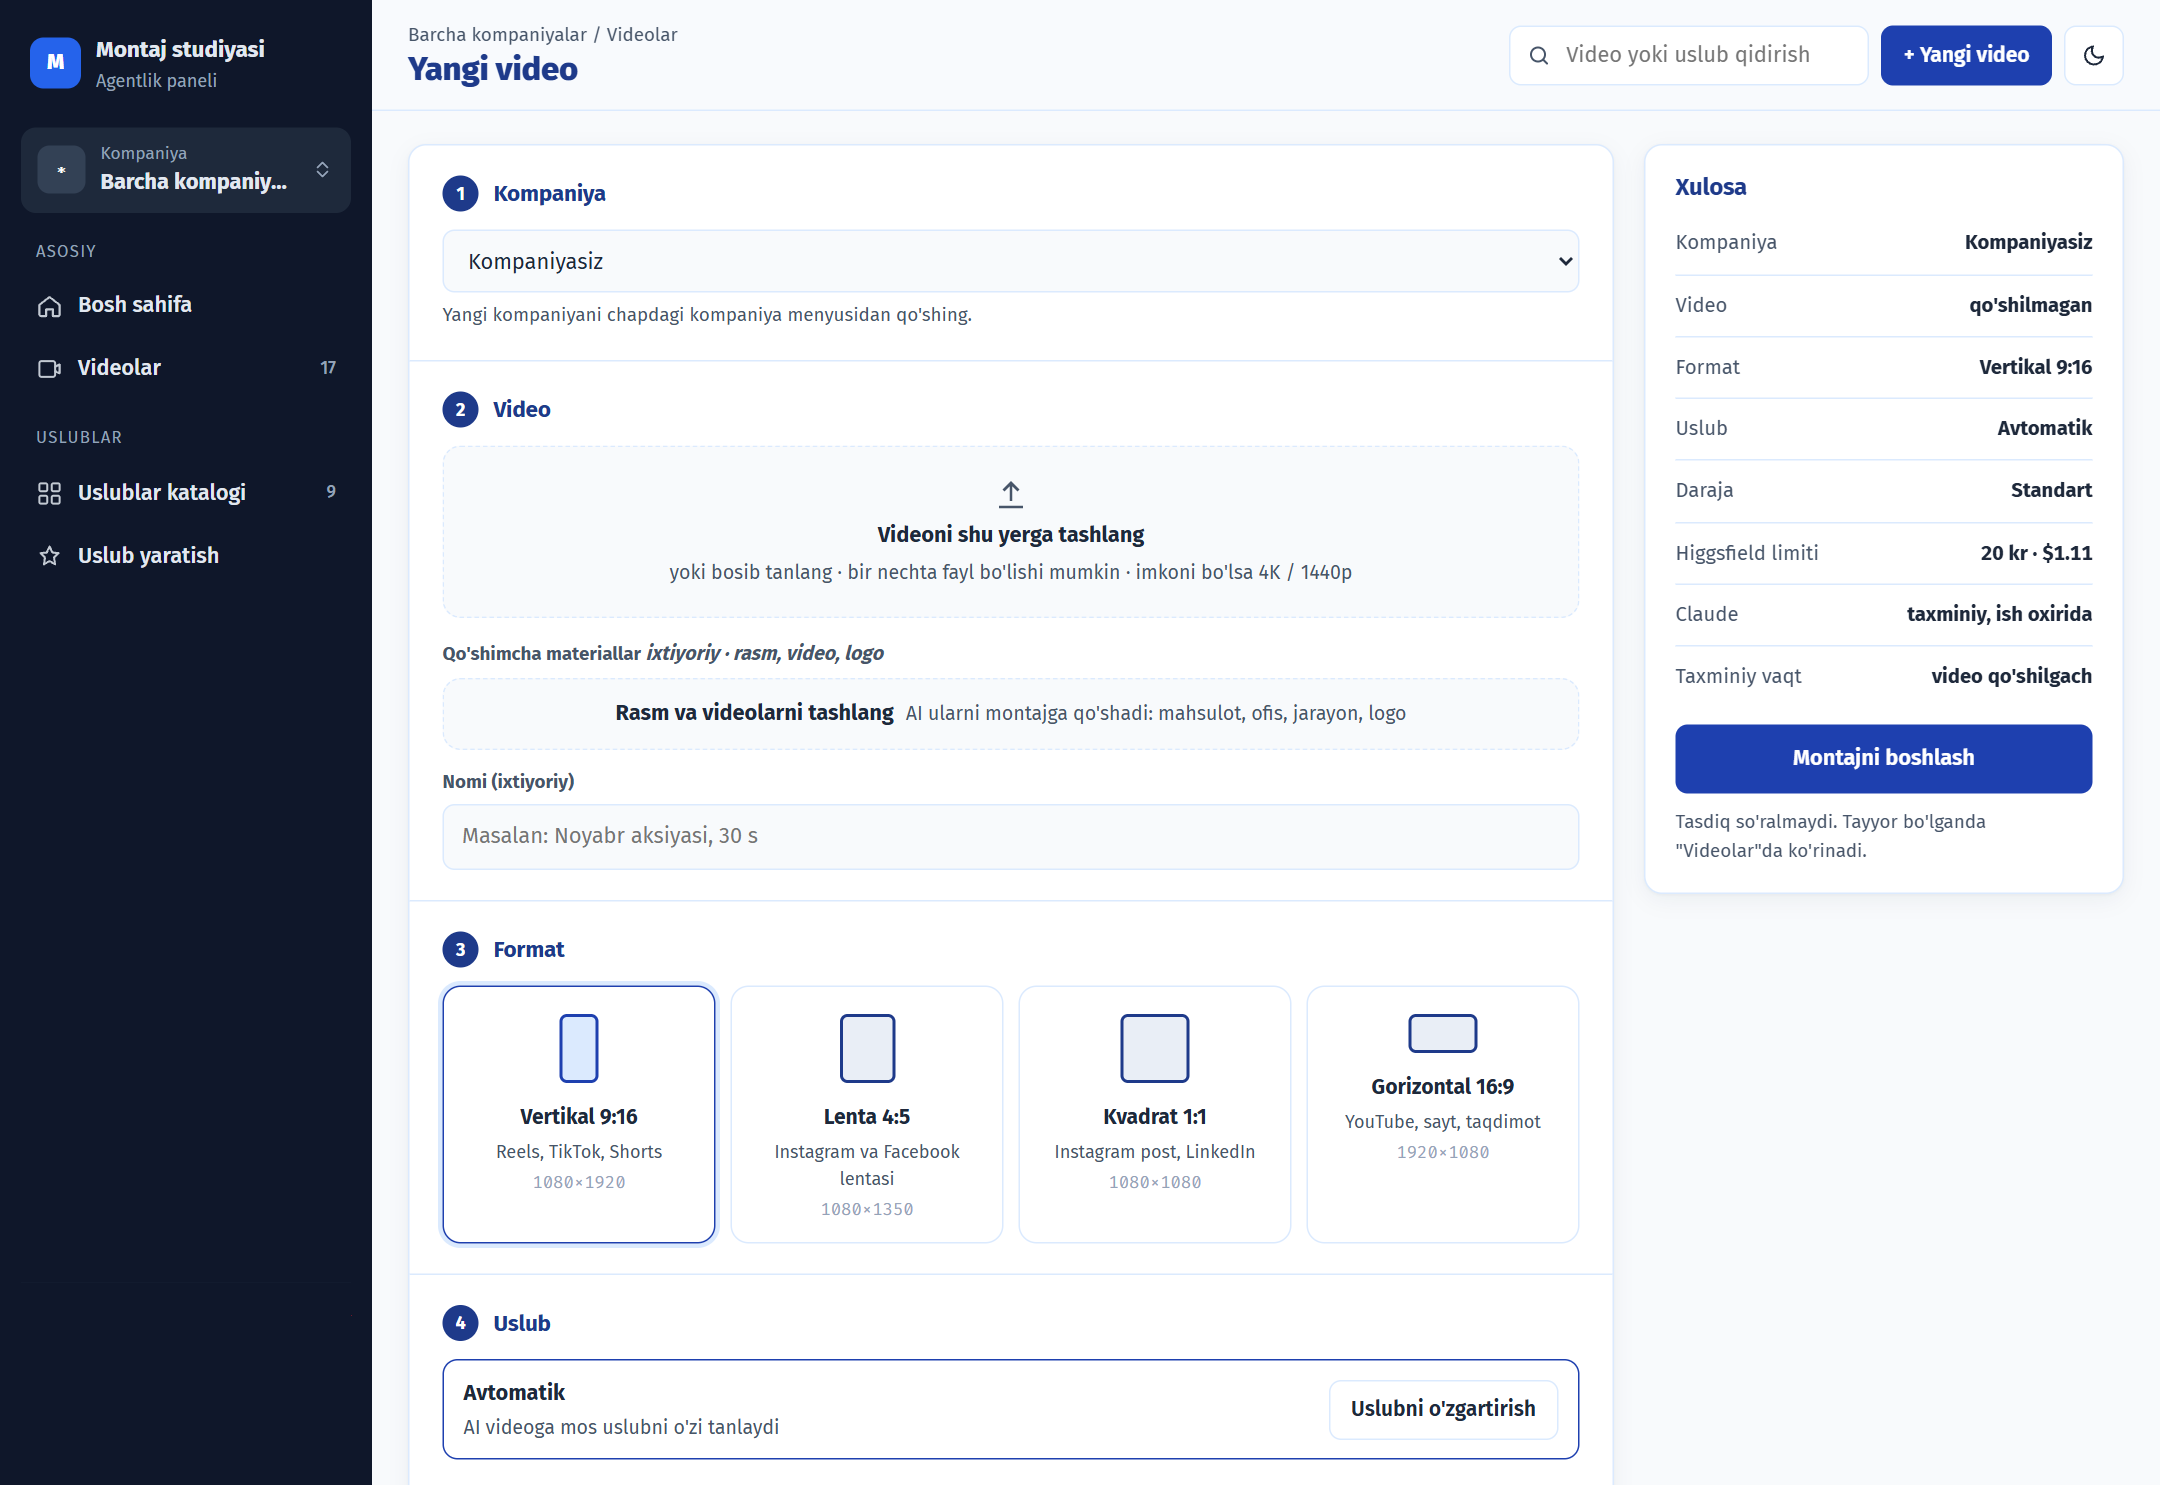 M
Montaj studiyasi
Agentlik paneli
Kompaniya
Barcha kompaniy...
ASOSIY
Bosh sahifa
Videolar 17
USLUBLAR
Uslublar katalogi 9
Uslub yaratish
Barcha kompaniyalar / Videolar
Yangi video
Video yoki uslub qidirish
+ Yangi video
1 Kompaniya
Kompaniyasiz
Yangi kompaniyani chapdagi kompaniya menyusidan qo'shing.
2 Video
Videoni shu yerga tashlang
yoki bosib tanlang · bir nechta fayl bo'lishi mumkin · imkoni bo'lsa 4K / 1440p
Qo'shimcha materiallar ixtiyoriy · rasm, video, logo
Rasm va videolarni tashlang AI ularni montajga qo'shadi: mahsulot, ofis, jarayon, logo
Nomi (ixtiyoriy)
Masalan: Noyabr aksiyasi, 30 s
3 Format
Vertikal 9:16
Reels, TikTok, Shorts
1080×1920
Lenta 4:5
Instagram va Facebook
lentasi
1080×1350
Kvadrat 1:1
Instagram post, LinkedIn
1080×1080
Gorizontal 16:9
YouTube, sayt, taqdimot
1920×1080
4 Uslub
Avtomatik
AI videoga mos uslubni o'zi tanlaydi
Uslubni o'zgartirish
Xulosa
Kompaniya Kompaniyasiz
Video qo'shilmagan
Format Vertikal 9:16
Uslub Avtomatik
Daraja Standart
Higgsfield limiti 20 kr · $1.11
Claude taxminiy, ish oxirida
Taxminiy vaqt video qo'shilgach
Montajni boshlash
Tasdiq so'ralmaydi. Tayyor bo'lganda
"Videolar"da ko'rinadi.